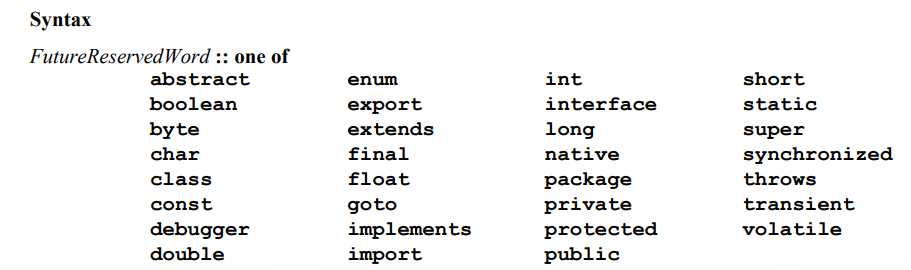 Syntax
FutureReservedWord :: one of
abstract enum int short
boolean export interface static
byte extends long super
char final native synchronized
class float package throws
const goto private transient
debugger implements protected volatile
double import public